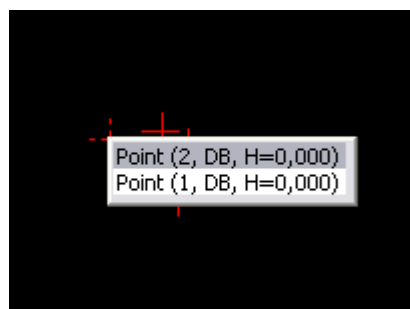 Point (2, DB, H=0,000)
Point (1, DB, H=0,000)